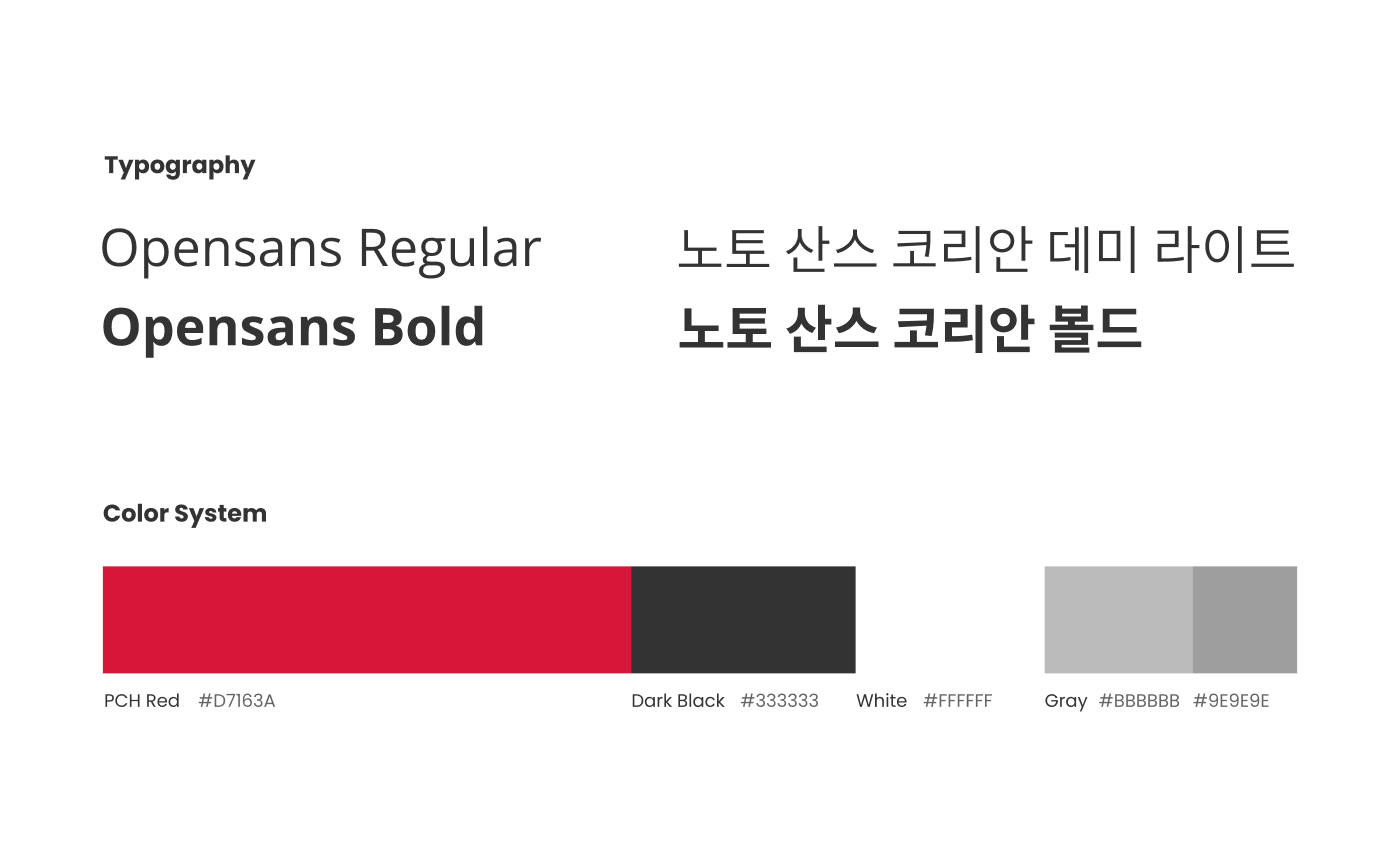 Typography
Opensans Regular
Opensans Bold
노토 산스 코리안 데미 라이트
노토 산스 코리안 볼드
Color System
PCH Red #D7163A
Dark Black #333333
White #FFFFFF
Gray #BBBBBB #9E9E9E